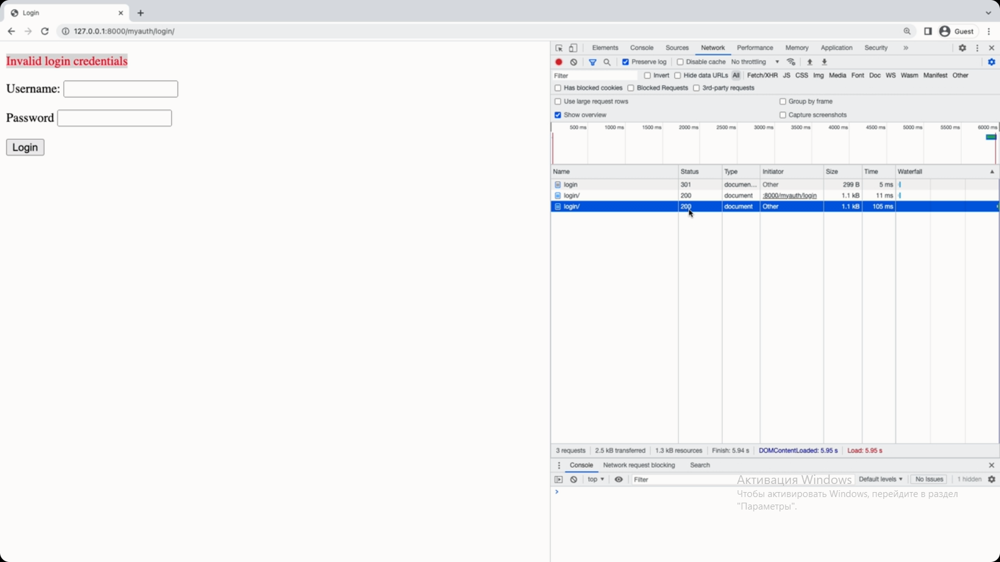 Login
127.0.0.1:8000/myauth/login/
Guest
Invalid login credentials
Username:
Password
Login
Elements Console Sources Network Performance Memory Application Security »
Preserve log Disable cache No throttling
Filter Invert Hide data URLs All Fetch/XHR JS CSS Img Media Font Doc WS Wasm Manifest Other
Has blocked cookies Blocked Requests 3rd-party requests
Use large request rows Group by frame
Show overview Capture screenshots
500 ms 1000 ms 1500 ms 2000 ms 2500 ms 3000 ms 3500 ms 4000 ms 4500 ms 5000 ms 5500 ms 6000 ms
Name Status Type Initiator Size Time Waterfall
login 301 documen... Other 299 B 5 ms
login/ 200 document :8000/myauth/login 1.1 kB 11 ms
login/ 200 document Other 1.1 kB 105 ms
3 requests 2.5 kB transferred 1.3 kB resources Finish: 5.94 s DOMContentLoaded: 5.95 s Load: 5.95 s
Console Network request blocking Search
top Filter Default levels No Issues 1 hidden
Активация Windows
Чтобы активировать Windows, перейдите в раздел
"Параметры".